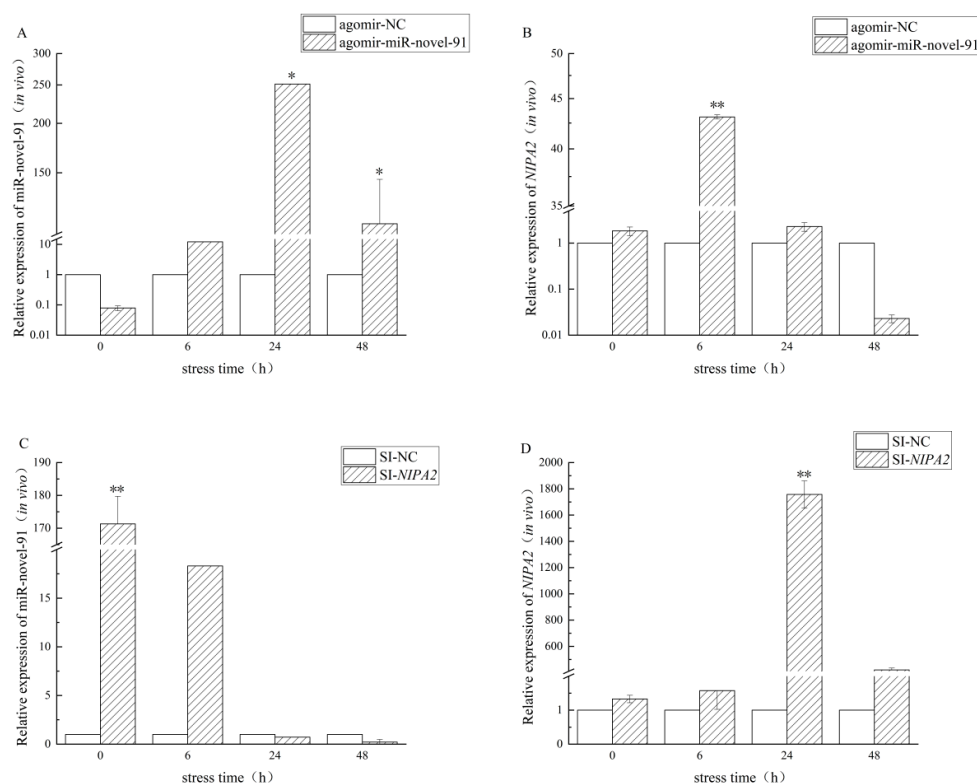 A
agomir-NC
agomir-miR-novel-91
Relative expression of miR-novel-91（in vivo）
300
250
200
150
10
1
0.1
0.01
*
*
0
6
24
48
stress time（h）
B
agomir-NC
agomir-miR-novel-91
Relative expression of NIPA2（in vivo）
50
45
40
35
1
0.1
0.01
**
0
6
24
48
stress time（h）
C
SI-NC
SI-NIPA2
Relative expression of miR-novel-91（in vivo）
190
180
170
15
10
5
0
**
0
6
24
48
stress time（h）
D
SI-NC
SI-NIPA2
Relative expression of NIPA2（in vivo）
2000
1800
1600
1400
1200
1000
800
600
1
0
**
0
6
24
48
stress time（h）